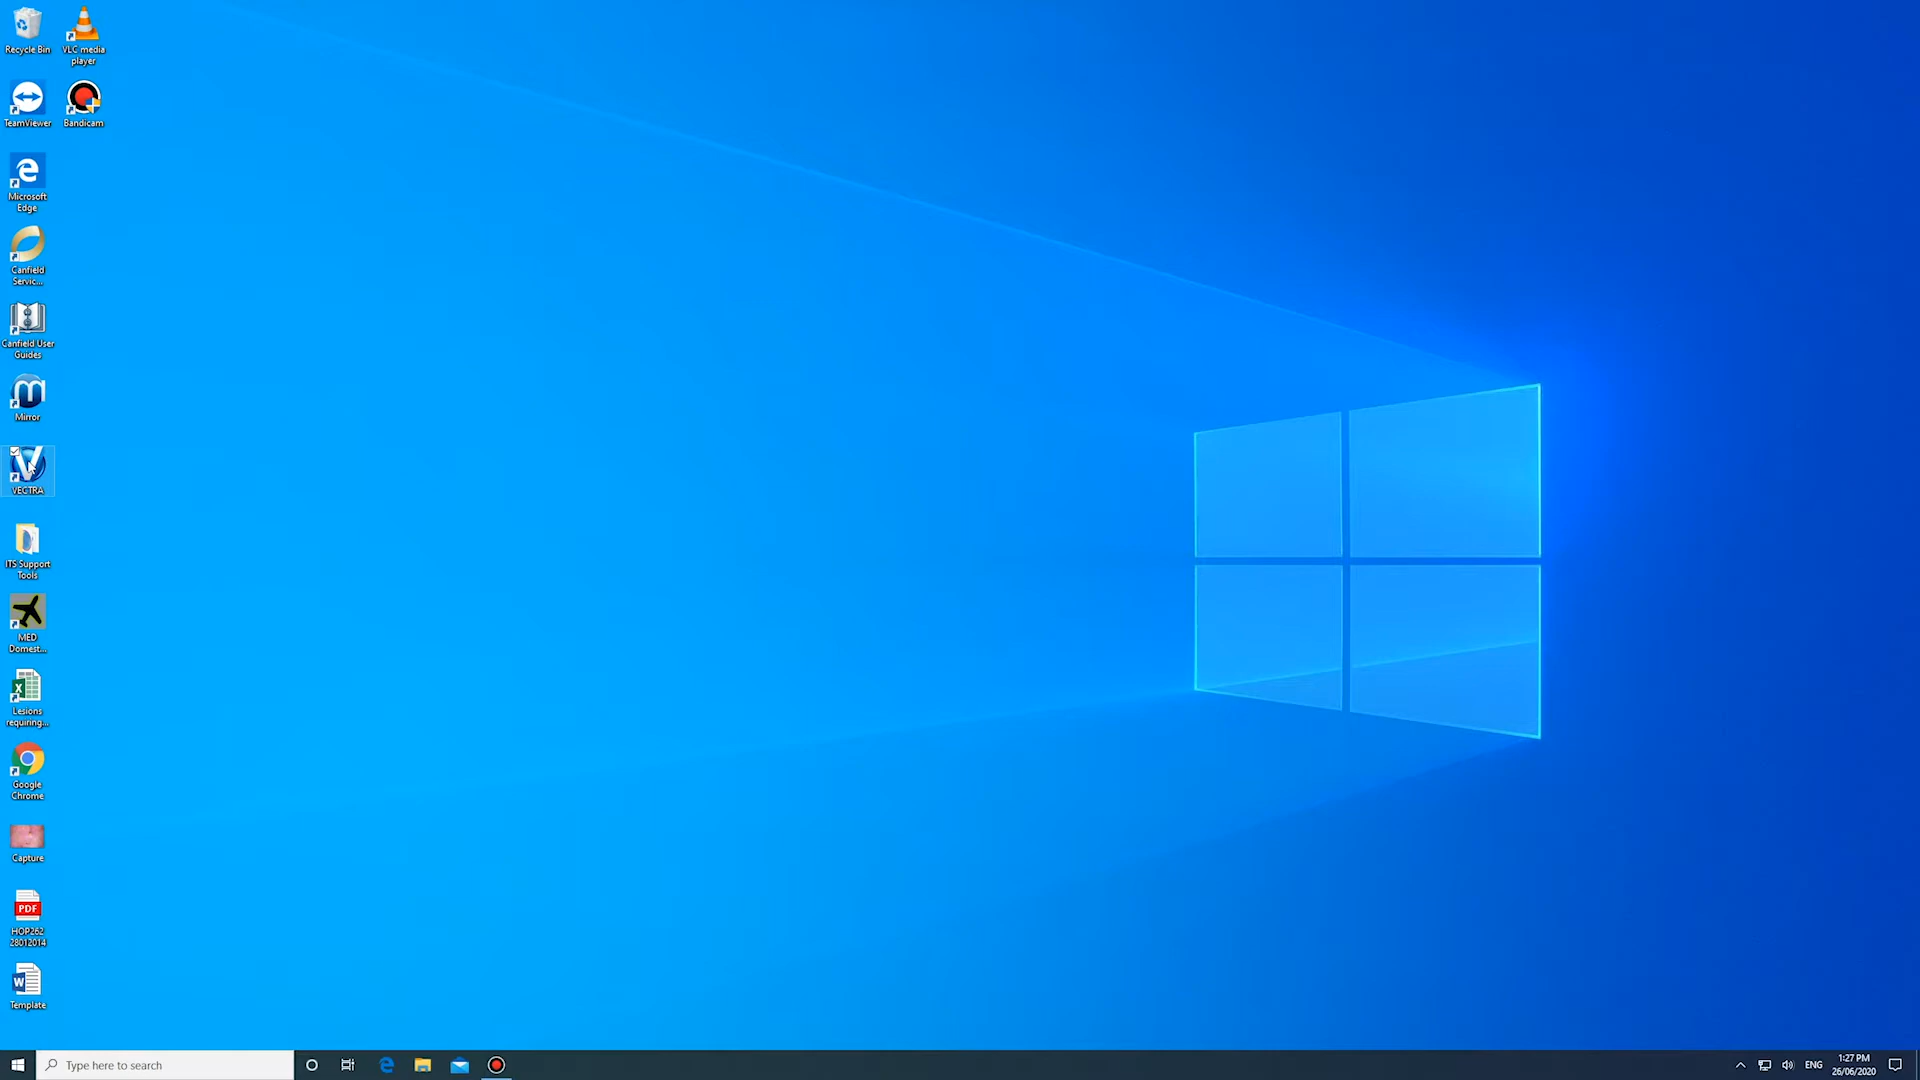 Recycle Bin
VLC media
player
TeamViewer
Bandicam
Microsoft
Edge
Canfield
Servic...
Canfield User
Guides
Mirror
VECTRA
ITS Support
Tools
MED
Domest...
Lesions
requiring...
Google
Chrome
Capture
PDF
HOP262
28012014
Template
Type here to search
ENG
1:27 PM
26/06/2020